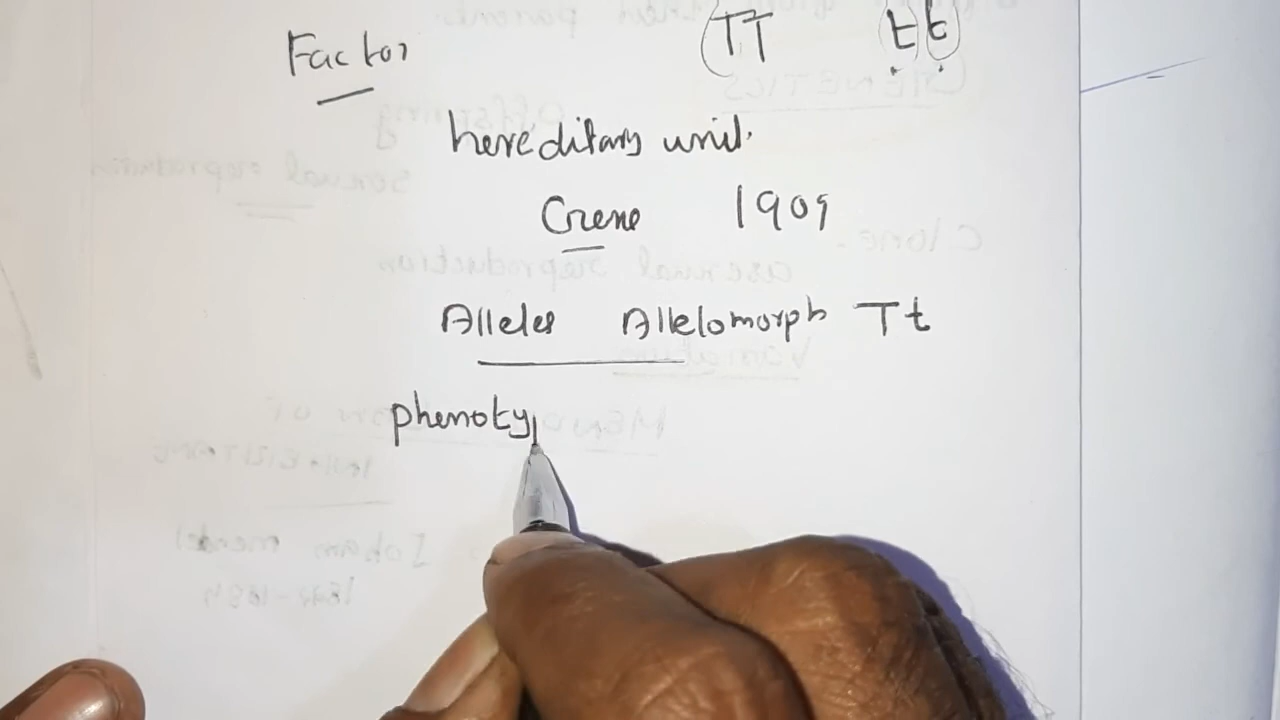 Factor TT tt
hereditary unit.
Gene 1909
Alleles Allelomorph Tt
phenoty